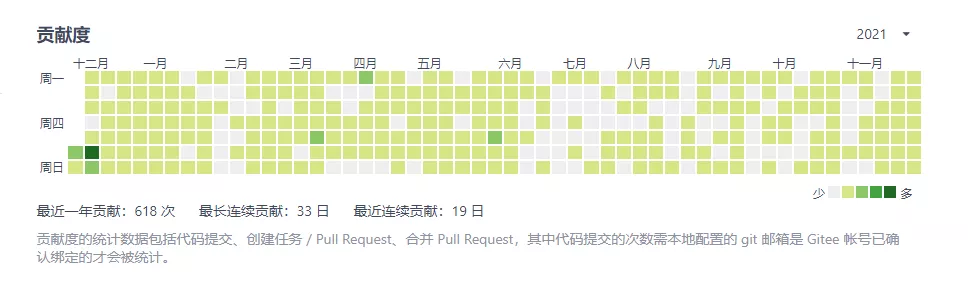 贡献度
2021
十二月 一月 二月 三月 四月 五月 六月 七月 八月 九月 十月 十一月
周一
周四
周日
少 多
最近一年贡献：618 次 最长连续贡献：33 日 最近连续贡献：19 日
贡献度的统计数据包括代码提交、创建任务 / Pull Request、合并 Pull Request，其中代码提交的次数需本地配置的 git 邮箱是 Gitee 帐号已确
认绑定的才会被统计。